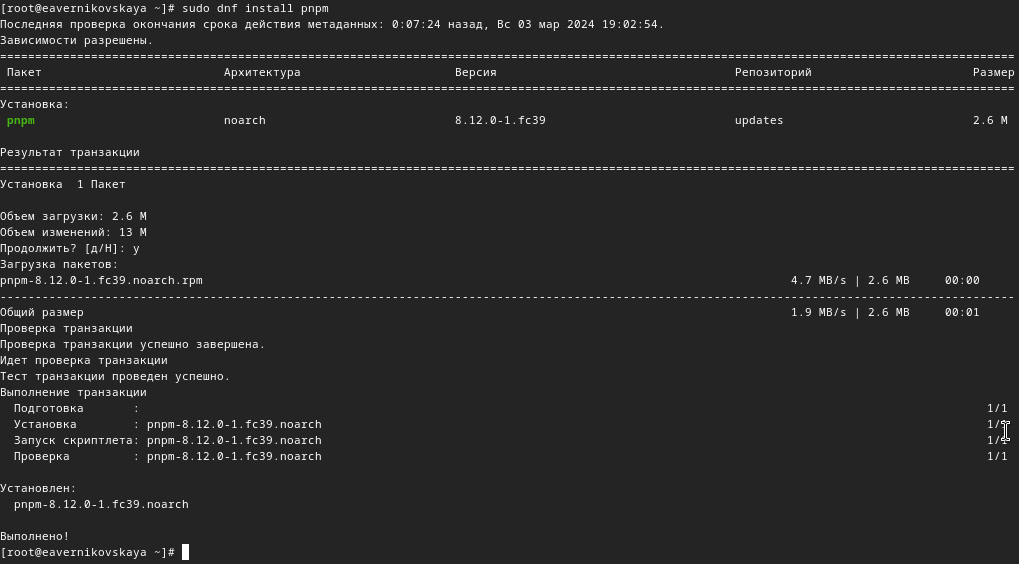 [root@eavernikovskaya ~]# sudo dnf install pnpm
Последняя проверка окончания срока действия метаданных: 0:07:24 назад, Вс 03 мар 2024 19:02:54.
Зависимости разрешены.
================================================================================
Пакет Архитектура Версия Репозиторий Размер
================================================================================
Установка:
pnpm noarch 8.12.0-1.fc39 updates 2.6 M
Результат транзакции
================================================================================
Установка 1 Пакет
Объем загрузки: 2.6 M
Объем изменений: 13 M
Продолжить? [д/Н]: y
Загрузка пакетов:
pnpm-8.12.0-1.fc39.noarch.rpm 4.7 MB/s | 2.6 MB 00:00
--------------------------------------------------------------------------------
Общий размер 1.9 MB/s | 2.6 MB 00:01
Проверка транзакции
Проверка транзакции успешно завершена.
Идет проверка транзакции
Тест транзакции проведен успешно.
Выполнение транзакции
Подготовка : 1/1
Установка : pnpm-8.12.0-1.fc39.noarch 1/1
Запуск скриптлета: pnpm-8.12.0-1.fc39.noarch 1/1
Проверка : pnpm-8.12.0-1.fc39.noarch 1/1
Установлен:
pnpm-8.12.0-1.fc39.noarch
Выполнено!
[root@eavernikovskaya ~]#